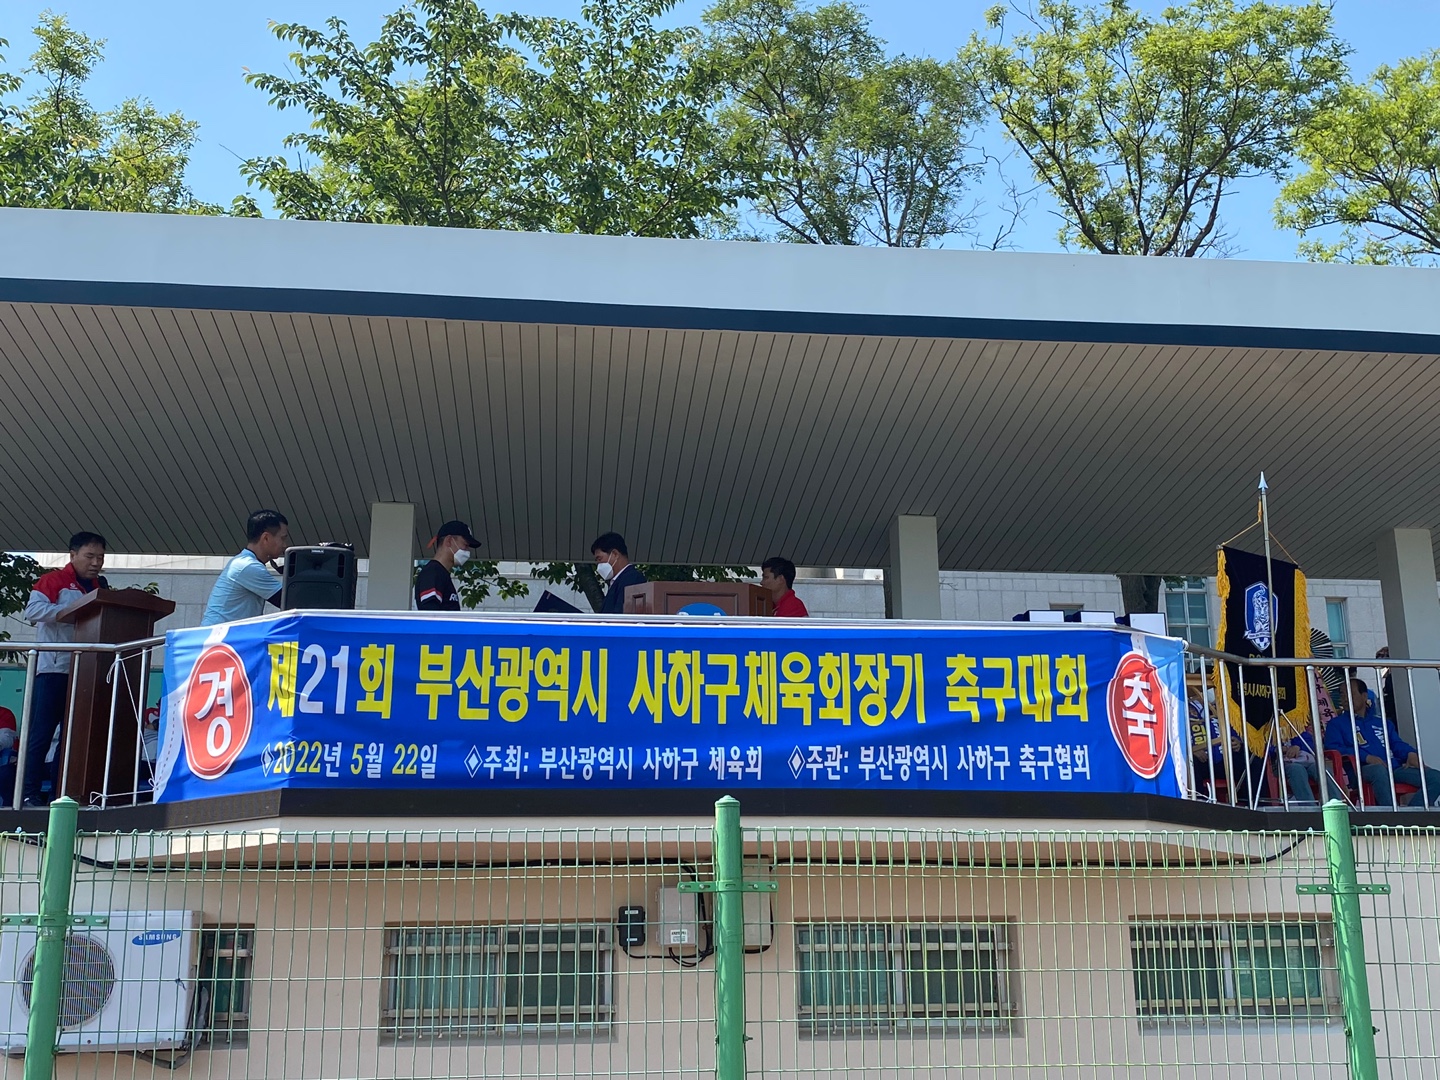 경
제21회 부산광역시 사하구체육회장기 축구대회
축
◈2022년 5월 22일 ◈주최: 부산광역시 사하구 체육회 ◈주관: 부산광역시 사하구 축구협회
SAMSUNG